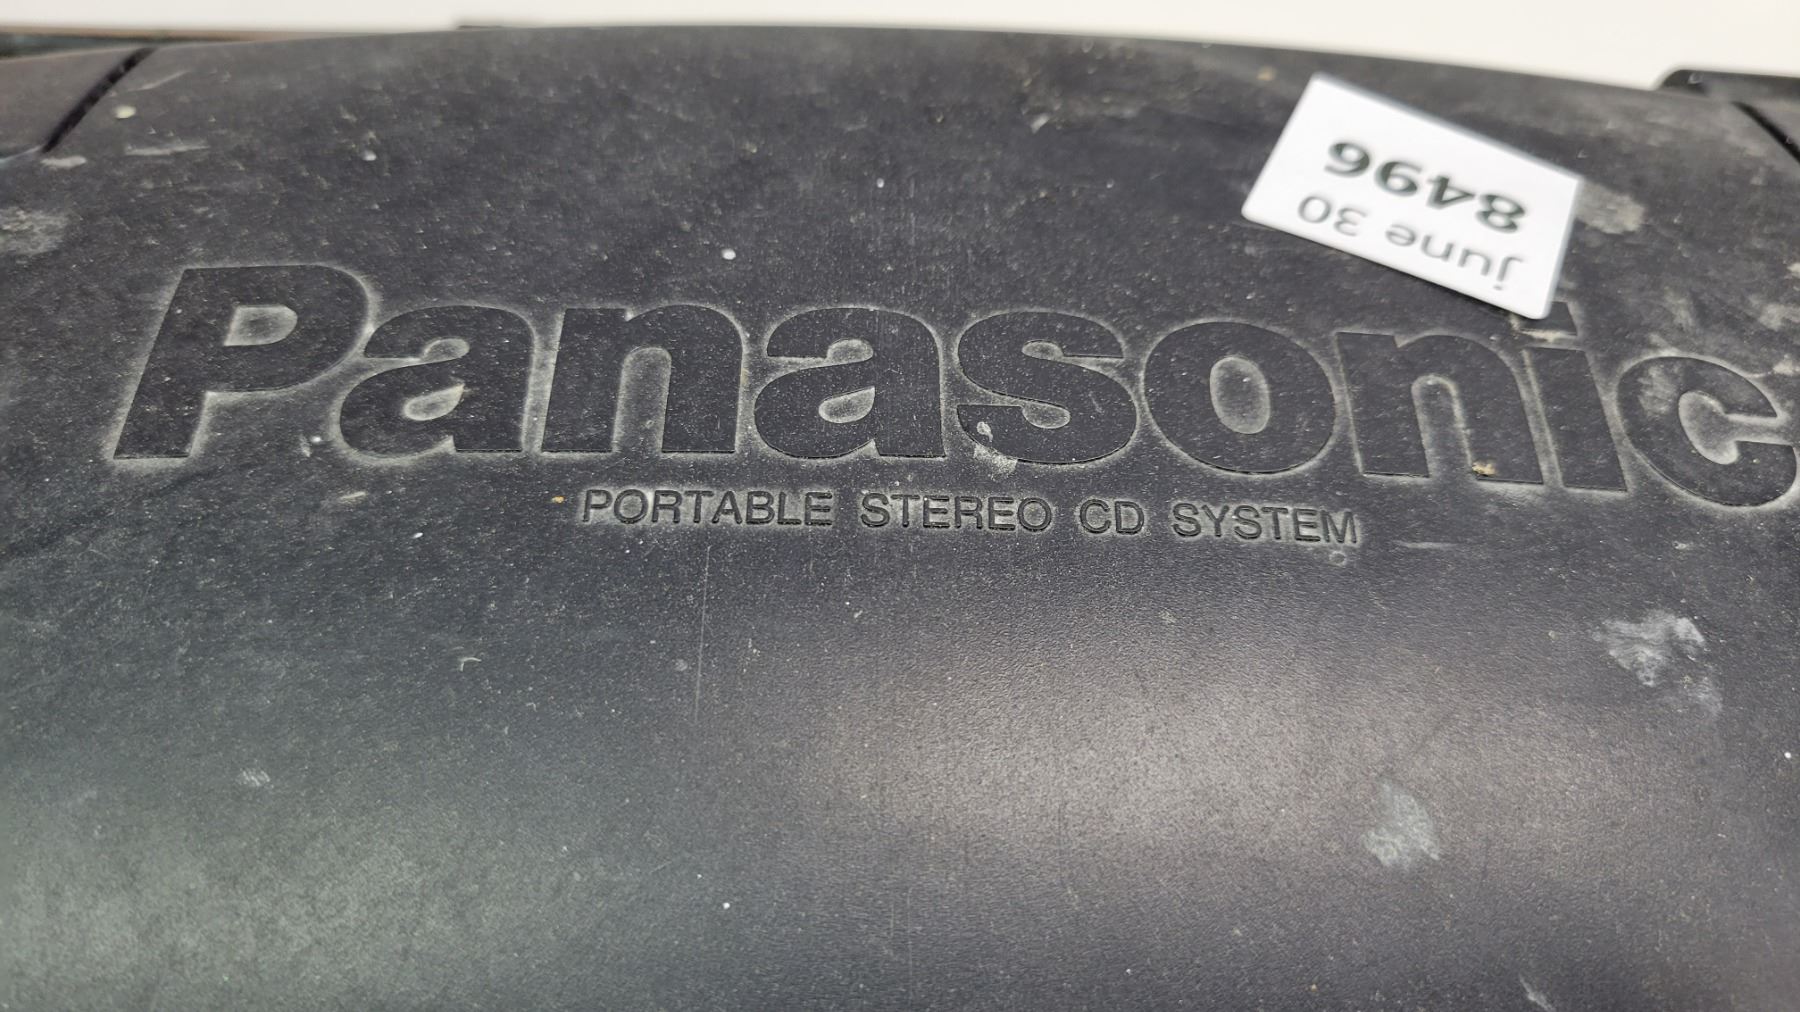 Panasonic
PORTABLE STEREO CD SYSTEM
June 30
8496